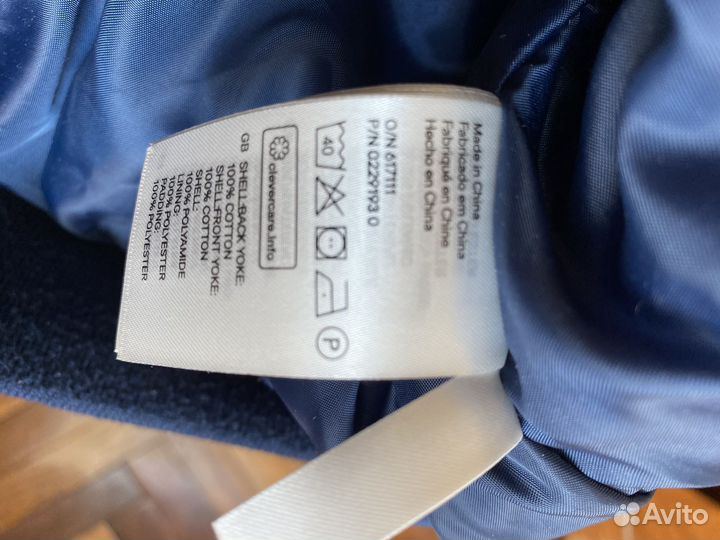 Made in China
Fabricado em China
Fabriqué en Chine
Hecho en China
O/N 617111
P/N 0229193 0
40 P
clevercare.info
GB SHELL:BACK YOKE:
100% COTTON
SHELL:FRONT YOKE:
100% COTTON
SHELL:
100% POLYAMIDE
LINING:
100% POLYESTER
PADDING:
100% POLYESTER
Avito